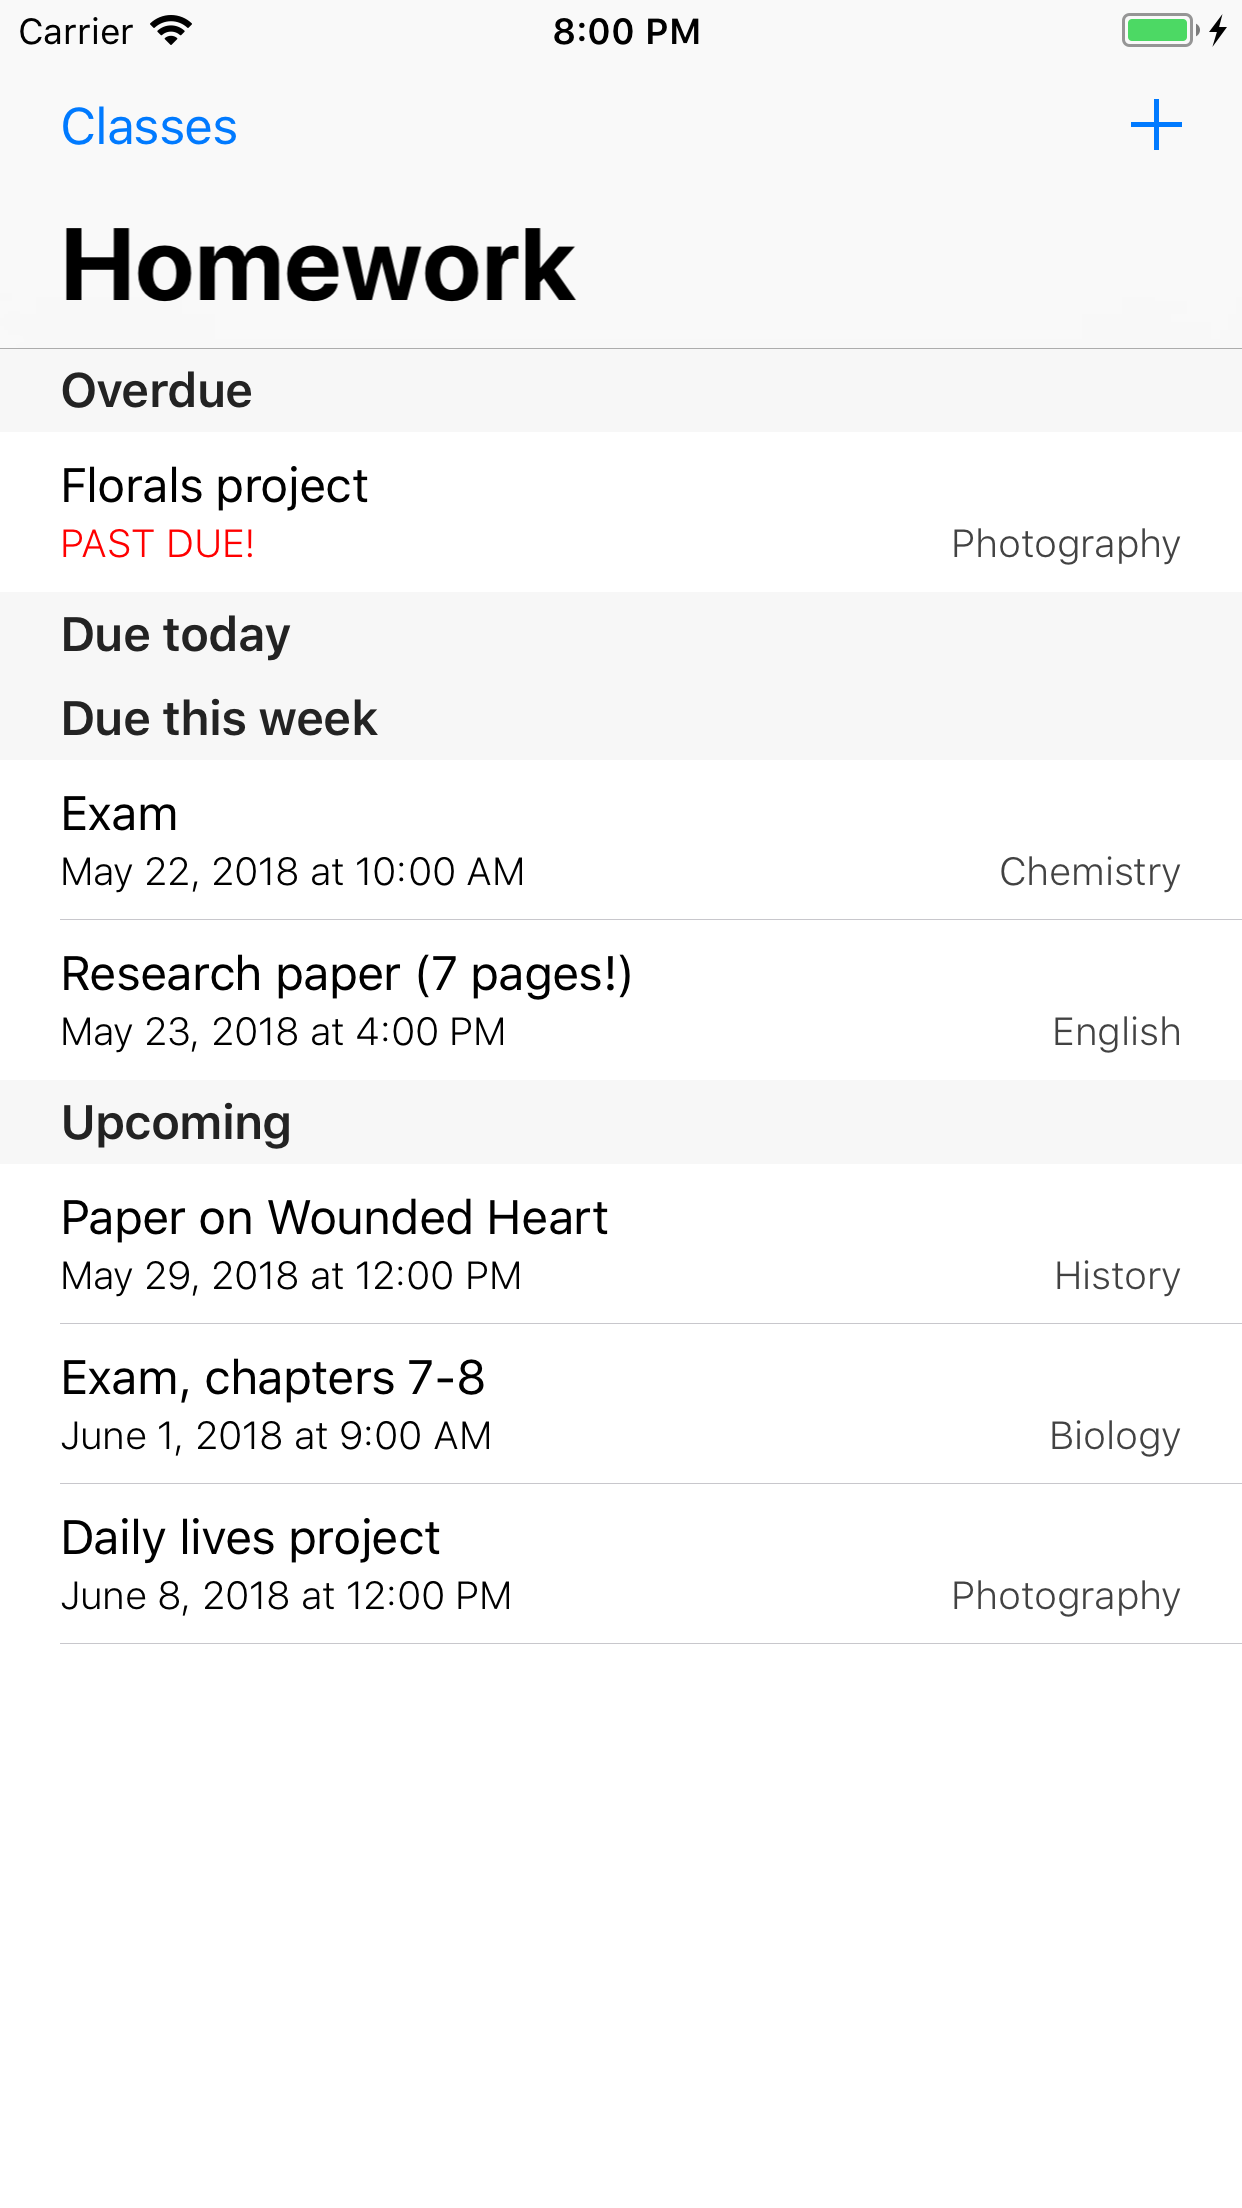 Carrier 8:00 PM
Classes
Homework
Overdue
Florals project
PAST DUE! Photography
Due today
Due this week
Exam
May 22, 2018 at 10:00 AM Chemistry
Research paper (7 pages!)
May 23, 2018 at 4:00 PM English
Upcoming
Paper on Wounded Heart
May 29, 2018 at 12:00 PM History
Exam, chapters 7-8
June 1, 2018 at 9:00 AM Biology
Daily lives project
June 8, 2018 at 12:00 PM Photography